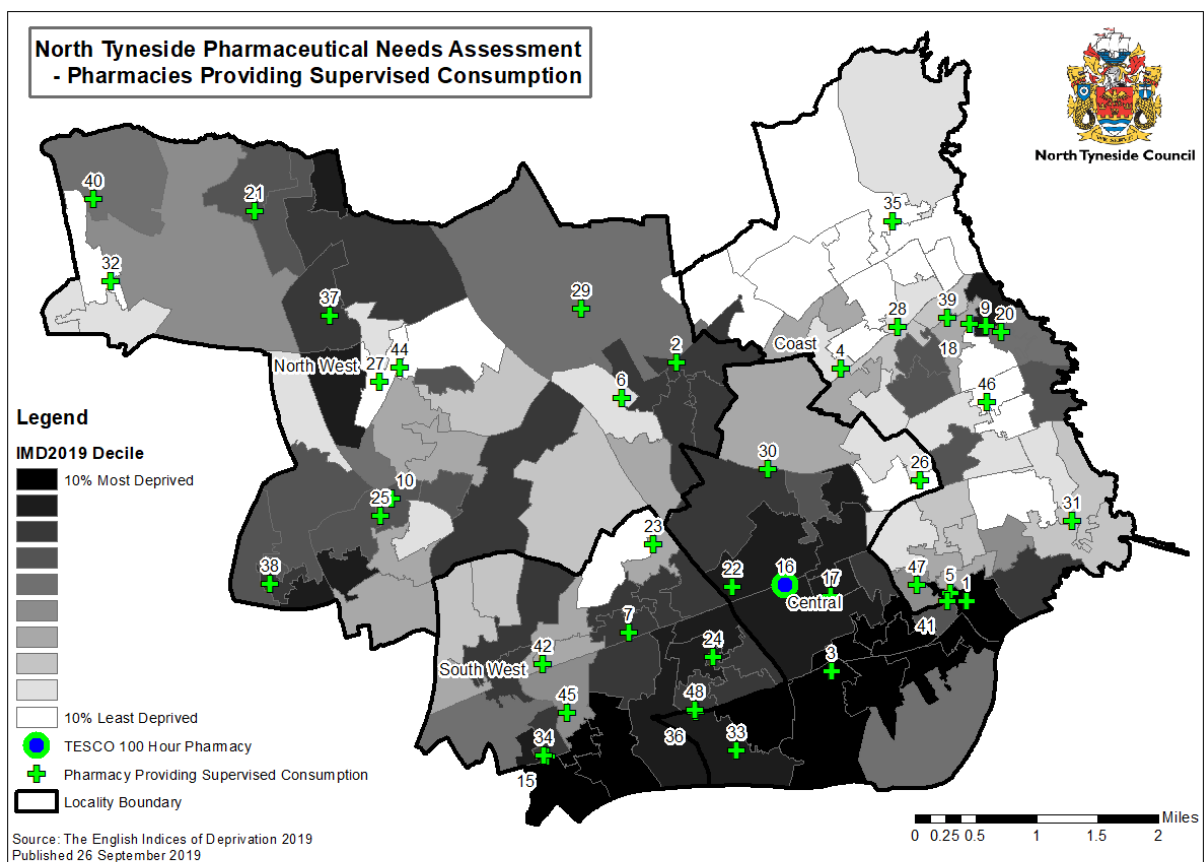 North Tyneside Pharmaceutical Needs Assessment
- Pharmacies Providing Supervised Consumption
North Tyneside Council
40
21
35
32
37
29
28
39
9
20
18
2
Coast
4
North West
44
27
6
46
30
26
10
25
31
23
38
22
16
17
Central
47
5
1
41
7
24
3
42
South West
45
48
36
33
34
15
Legend
IMD2019 Decile
10% Most Deprived
10% Least Deprived
TESCO 100 Hour Pharmacy
Pharmacy Providing Supervised Consumption
Locality Boundary
Source: The English Indices of Deprivation 2019
Published 26 September 2019
Miles
0 0.25 0.5 1 1.5 2